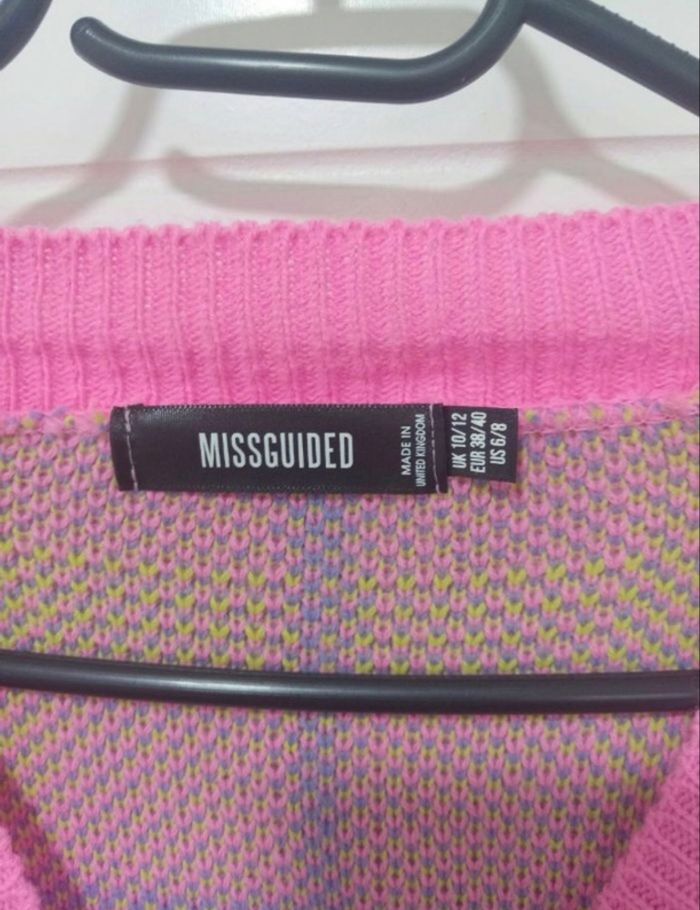 MISSGUIDED
MADE IN
UNITED KINGDOM
UK 10/12
EUR 38/40
US 6/8